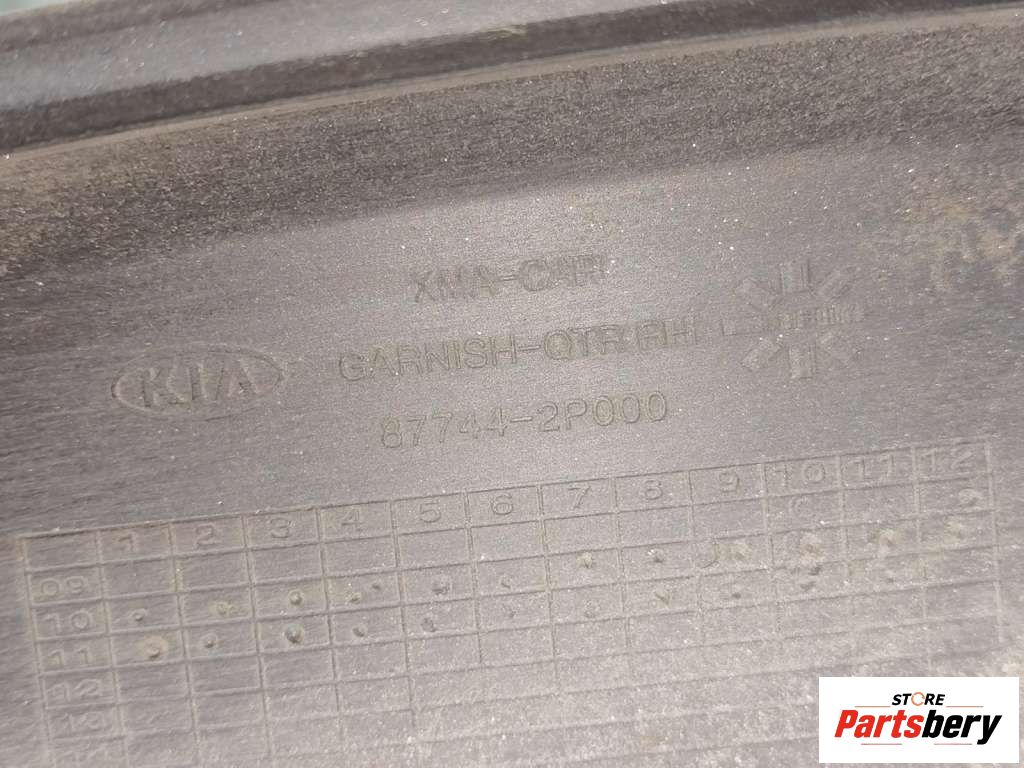 XMA-CAR
GARNISH-QTR RH
KIA
87744-2P000
1 2 3 4 5 6 7 8 9 10 11 12
09
10
11
12
13
STORE
Partsbery